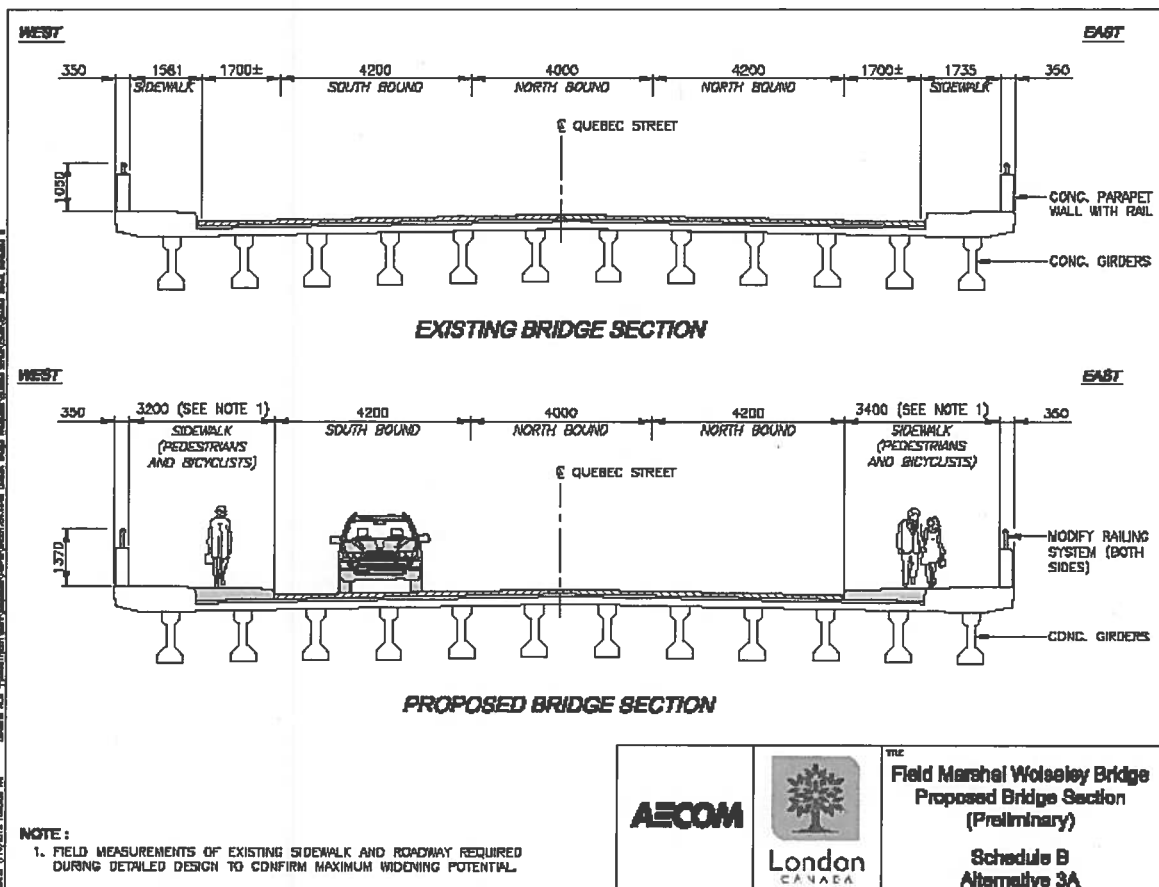 WEST
EAST
350 1581 1700± 4200 4000 4200 1700± 1735 350
SIDEWALK SOUTH BOUND NORTH BOUND NORTH BOUND SIDEWALK
℄ QUEBEC STREET
1050
CONC. PARAPET
WALL WITH RAIL
CONC. GIRDERS
EXISTING BRIDGE SECTION
WEST
EAST
350 3200 (SEE NOTE 1) 4200 4000 4200 3400 (SEE NOTE 1) 350
SIDEWALK SOUTH BOUND NORTH BOUND NORTH BOUND SIDEWALK
(PEDESTRIANS (PEDESTRIANS
AND BICYCLISTS) AND BICYCLISTS)
℄ QUEBEC STREET
1370
MODIFY RAILING
SYSTEM (BOTH
SIDES)
CONC. GIRDERS
PROPOSED BRIDGE SECTION
NOTE :
1. FIELD MEASUREMENTS OF EXISTING SIDEWALK AND ROADWAY REQUIRED
DURING DETAILED DESIGN TO CONFIRM MAXIMUM WIDENING POTENTIAL.
AECOM
London
CANADA
TITLE
Field Marshal Wolseley Bridge
Proposed Bridge Section
(Preliminary)
Schedule B
Alternative 3A